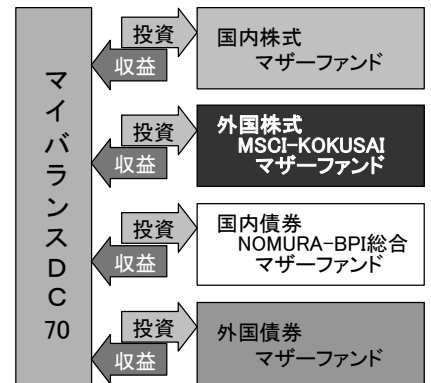 マイバランスDC70
投資
収益
国内株式
マザーファンド
投資
収益
外国株式
MSCI-KOKUSAI
マザーファンド
投資
収益
国内債券
NOMURA-BPI総合
マザーファンド
投資
収益
外国債券
マザーファンド